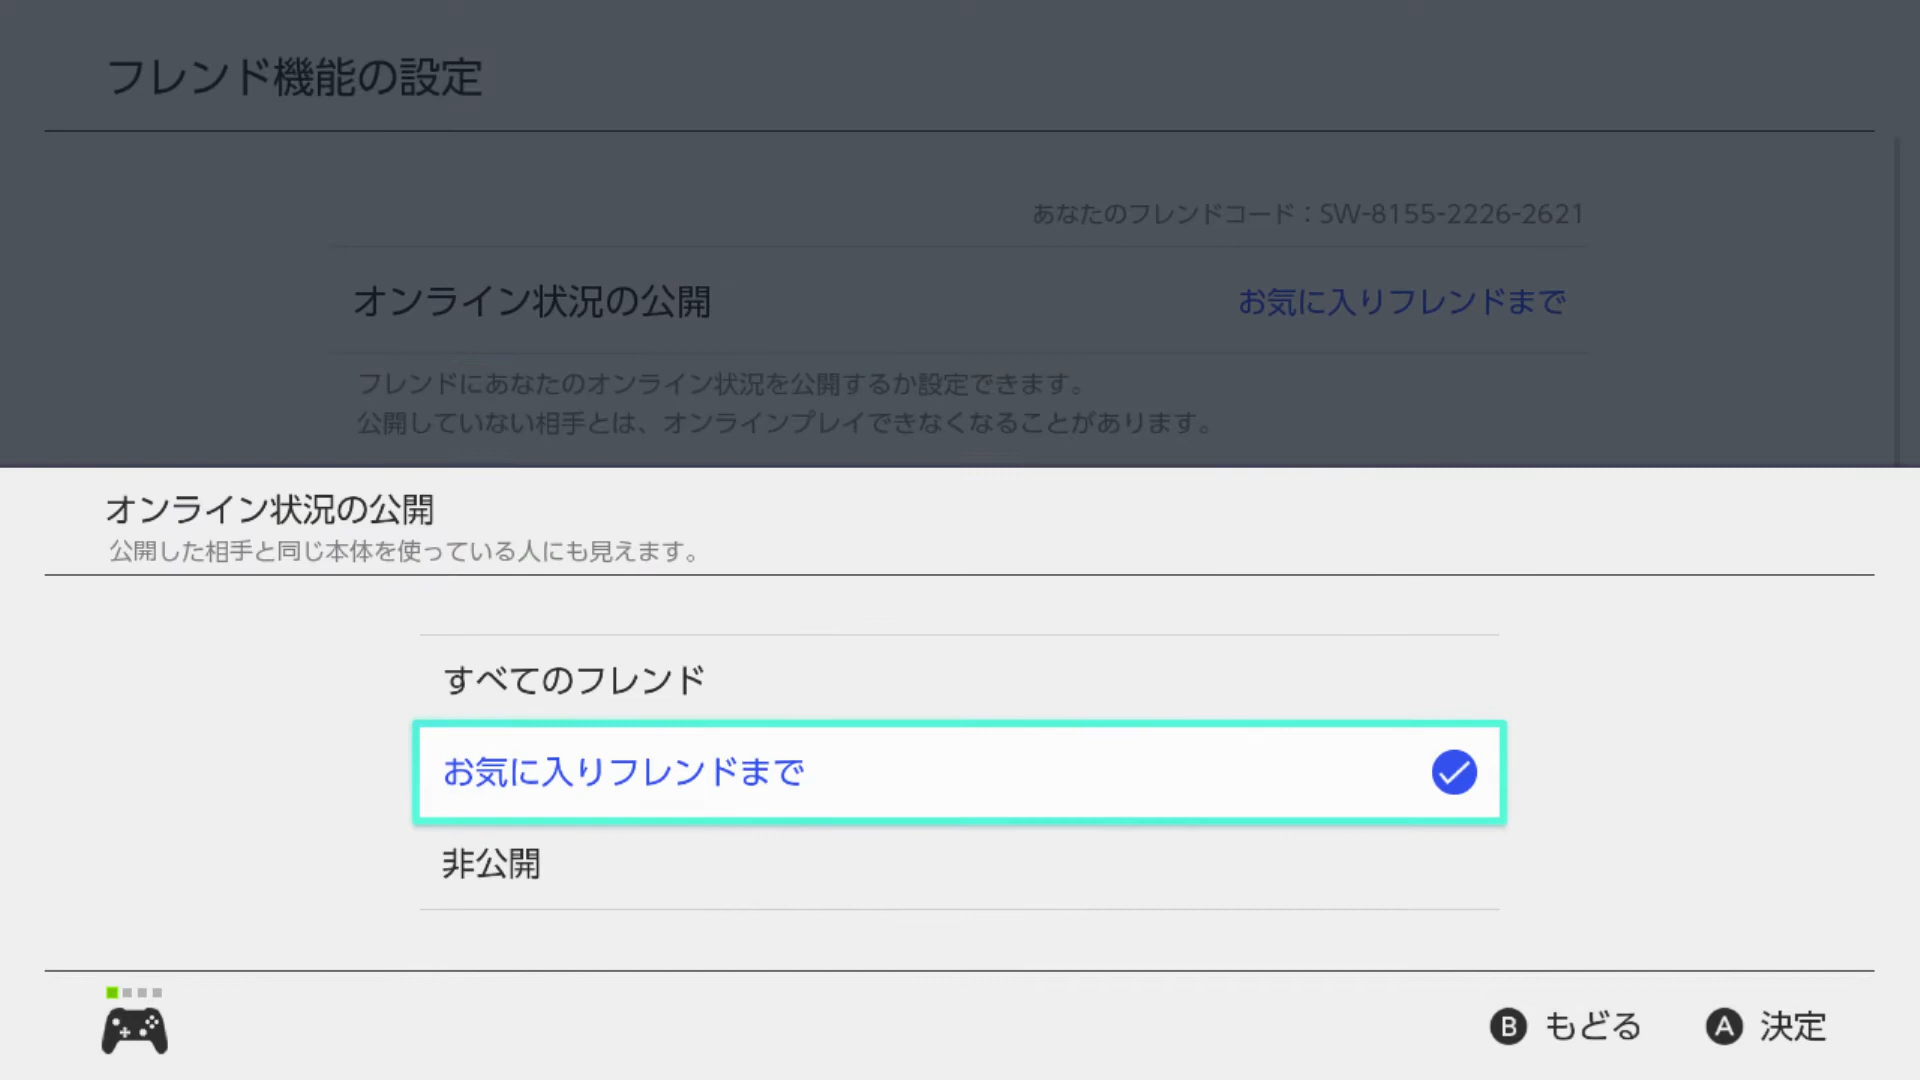 フレンド機能の設定
あなたのフレンドコード：SW-8155-2226-2621
オンライン状況の公開 お気に入りフレンドまで
フレンドにあなたのオンライン状況を公開するか設定できます。
公開していない相手とは、オンラインプレイできなくなることがあります。
オンライン状況の公開
公開した相手と同じ本体を使っている人にも見えます。
すべてのフレンド
お気に入りフレンドまで
非公開
B もどる A 決定